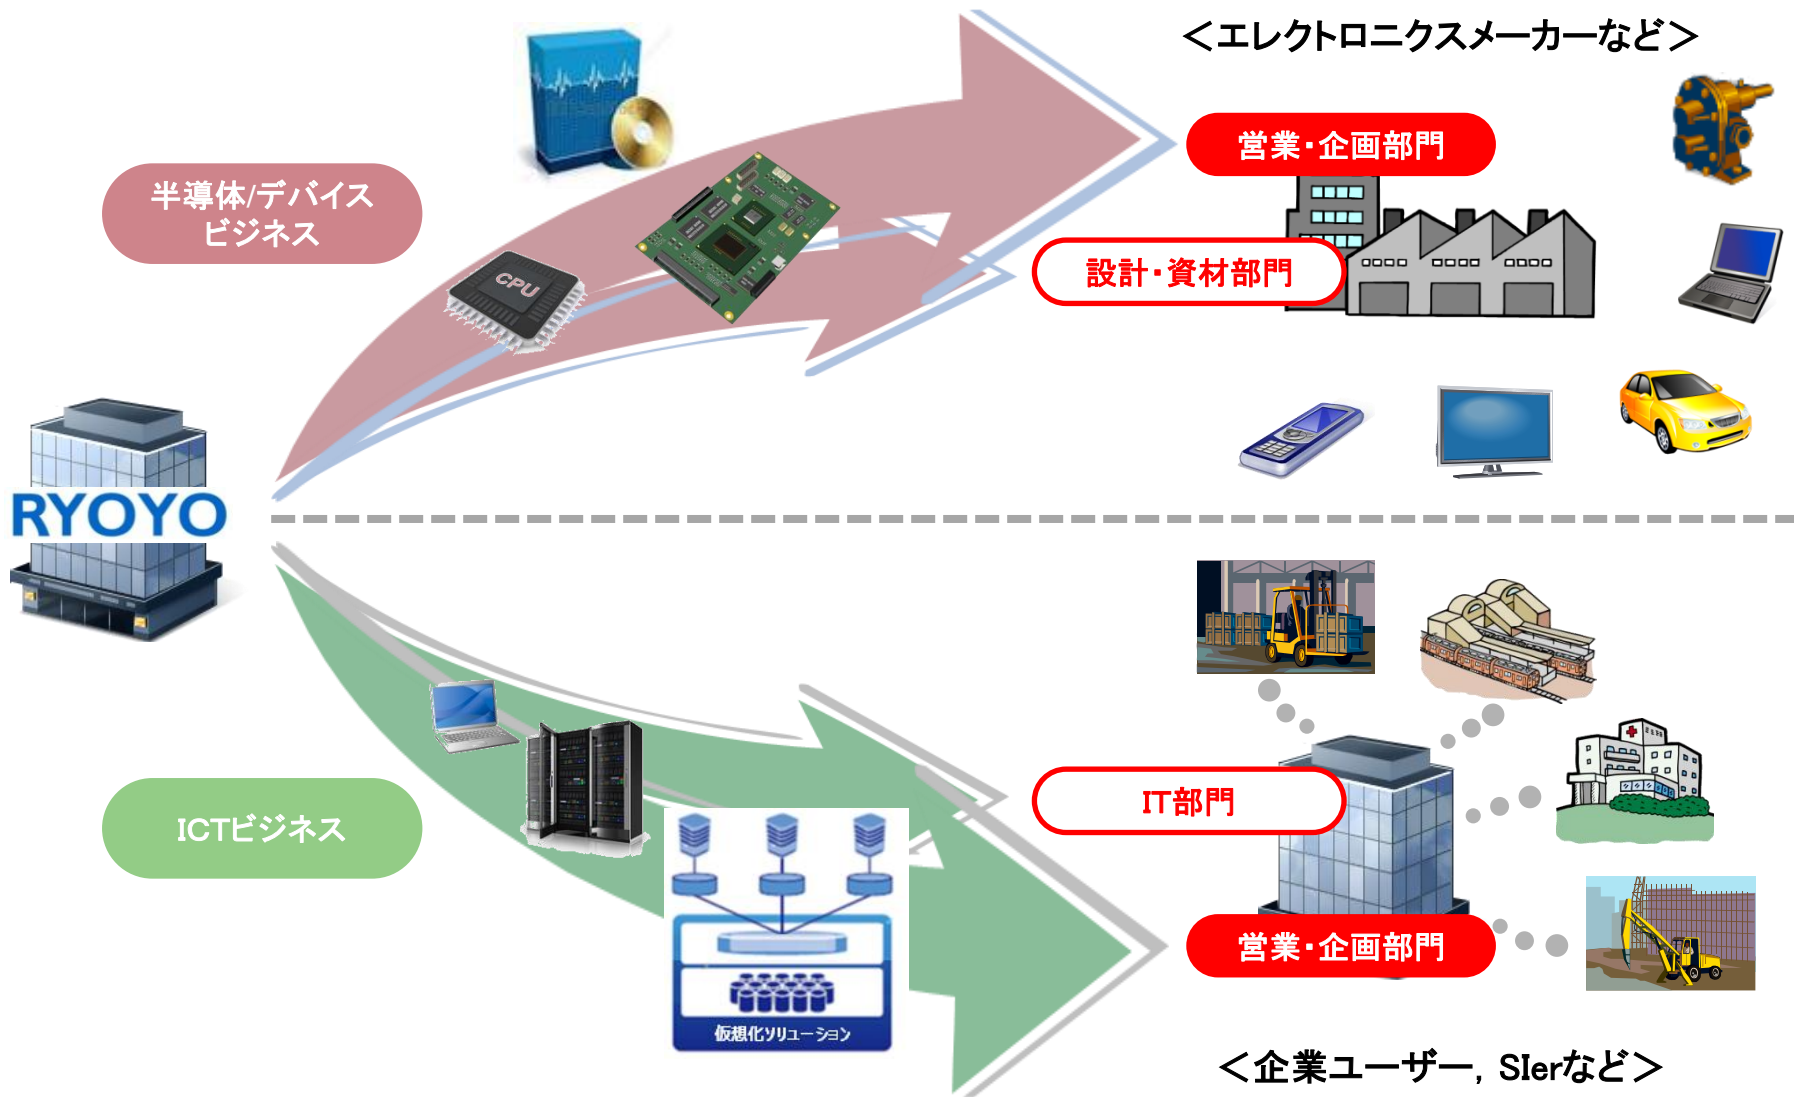 ＜エレクトロニクスメーカーなど＞
営業・企画部門
半導体/デバイス
ビジネス
設計・資材部門
CPU
RYOYO
IT部門
ICTビジネス
営業・企画部門
仮想化ソリューション
＜企業ユーザー, SIerなど＞